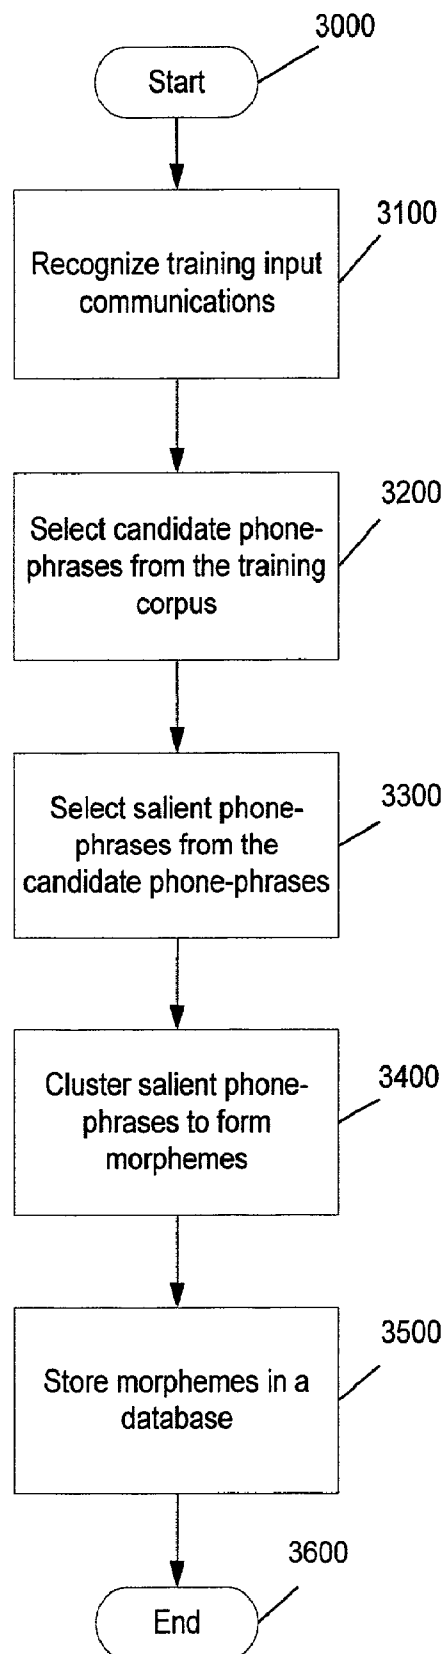 3000
Start
3100
Recognize training input
communications
3200
Select candidate phone-
phrases from the training
corpus
3300
Select salient phone-
phrases from the
candidate phone-phrases
3400
Cluster salient phone-
phrases to form
morphemes
3500
Store morphemes in a
database
3600
End